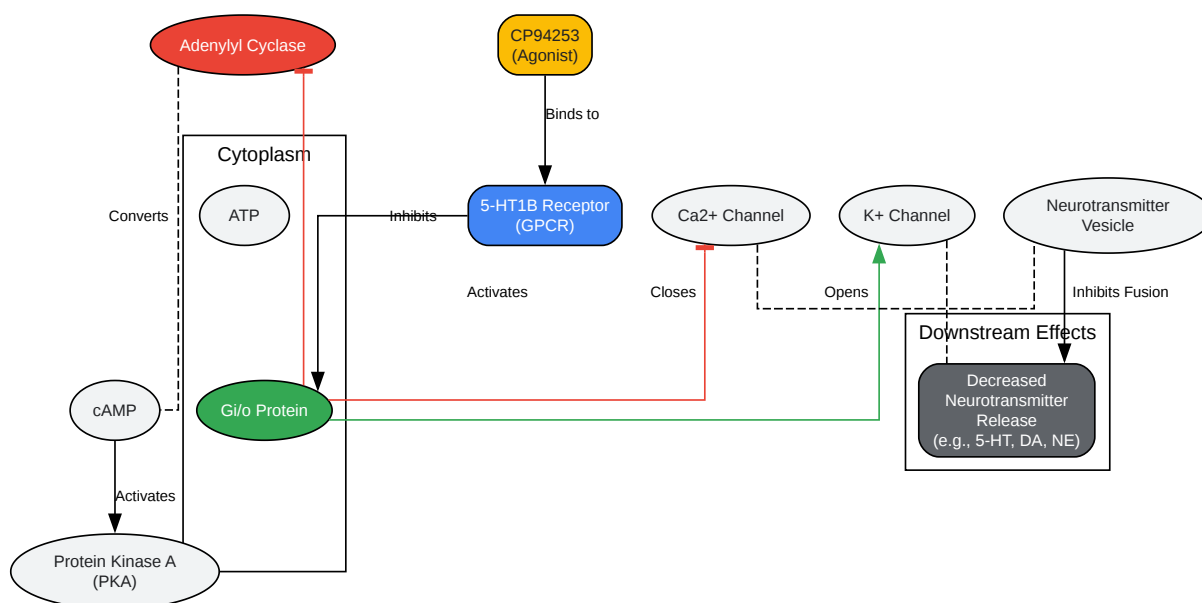 Adenylyl Cyclase
CP94253
(Agonist)
Binds to
Cytoplasm
ATP
Converts
Inhibits
5-HT1B Receptor
(GPCR)
Ca2+ Channel
K+ Channel
Neurotransmitter
Vesicle
Activates
Closes
Opens
Inhibits Fusion
Downstream Effects
cAMP
Gi/o Protein
Decreased
Neurotransmitter
Release
(e.g., 5-HT, DA, NE)
Activates
Protein Kinase A
(PKA)